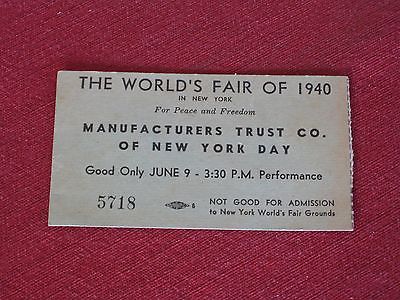 THE WORLD'S FAIR OF 1940
IN NEW YORK
For Peace and Freedom
MANUFACTURERS TRUST CO.
OF NEW YORK DAY
Good Only JUNE 9 - 3:30 P.M. Performance
5718
6
NOT GOOD FOR ADMISSION
to New York World's Fair Grounds